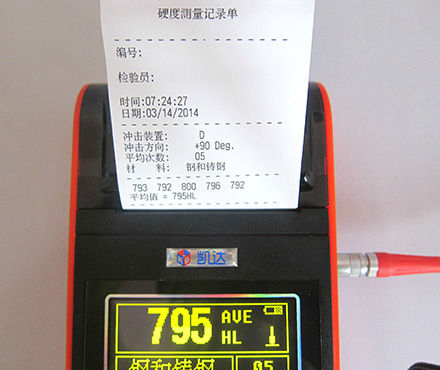 硬度测量记录单
编号:
检验员:
时间:07:24:27
日期:03/14/2014
冲击装置: D
冲击方向: +90 Deg.
平均次数: 05
材 料: 钢和铸钢
793 792 800 796 792
平均值 = 795HL
凯达
795 AVE
HL
钢和铸钢 05